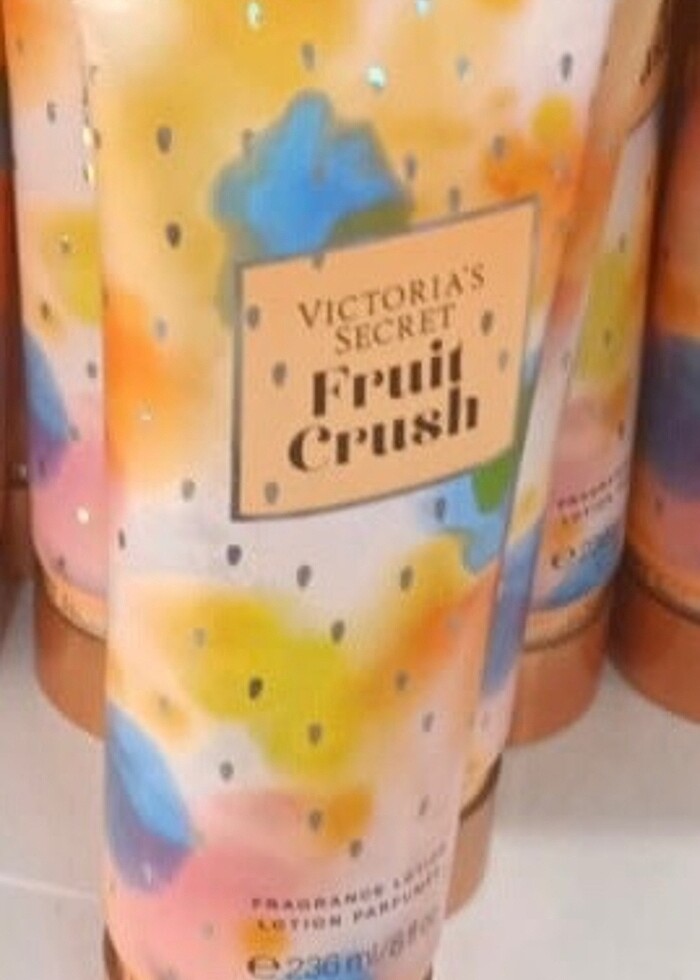 VICTORIA'S
SECRET
Fruit
Crush
FRAGRANCE LOTION
LOTION PARFUMÉE
℮ 236 ml/8 fl oz